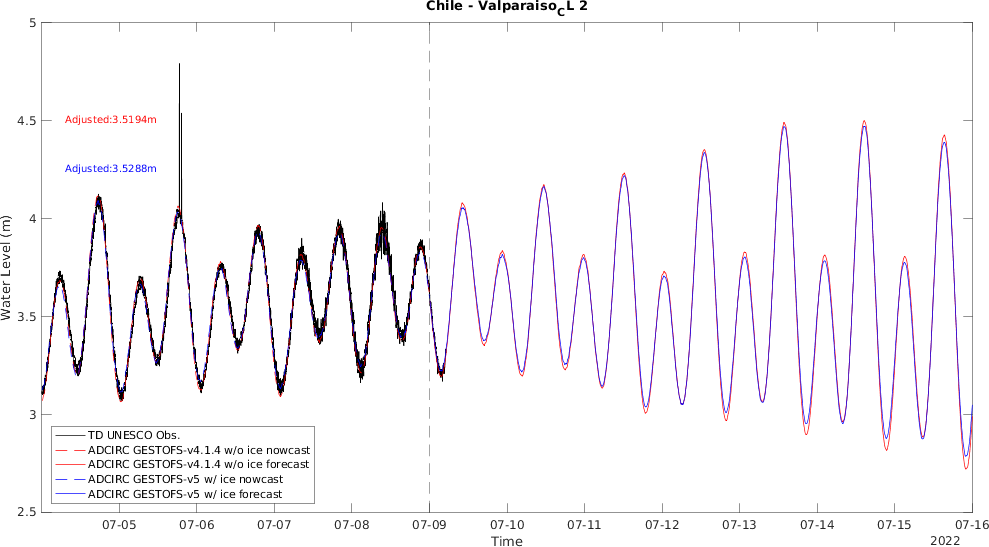 Chile - ValparaisoCL 2
Water Level (m)
5
4.5
4
3.5
3
2.5
Adjusted:3.5194m
Adjusted:3.5288m
TD UNESCO Obs.
ADCIRC GESTOFS-v4.1.4 w/o ice nowcast
ADCIRC GESTOFS-v4.1.4 w/o ice forecast
ADCIRC GESTOFS-v5 w/ ice nowcast
ADCIRC GESTOFS-v5 w/ ice forecast
07-05 07-06 07-07 07-08 07-09 07-10 07-11 07-12 07-13 07-14 07-15 07-16
Time
2022